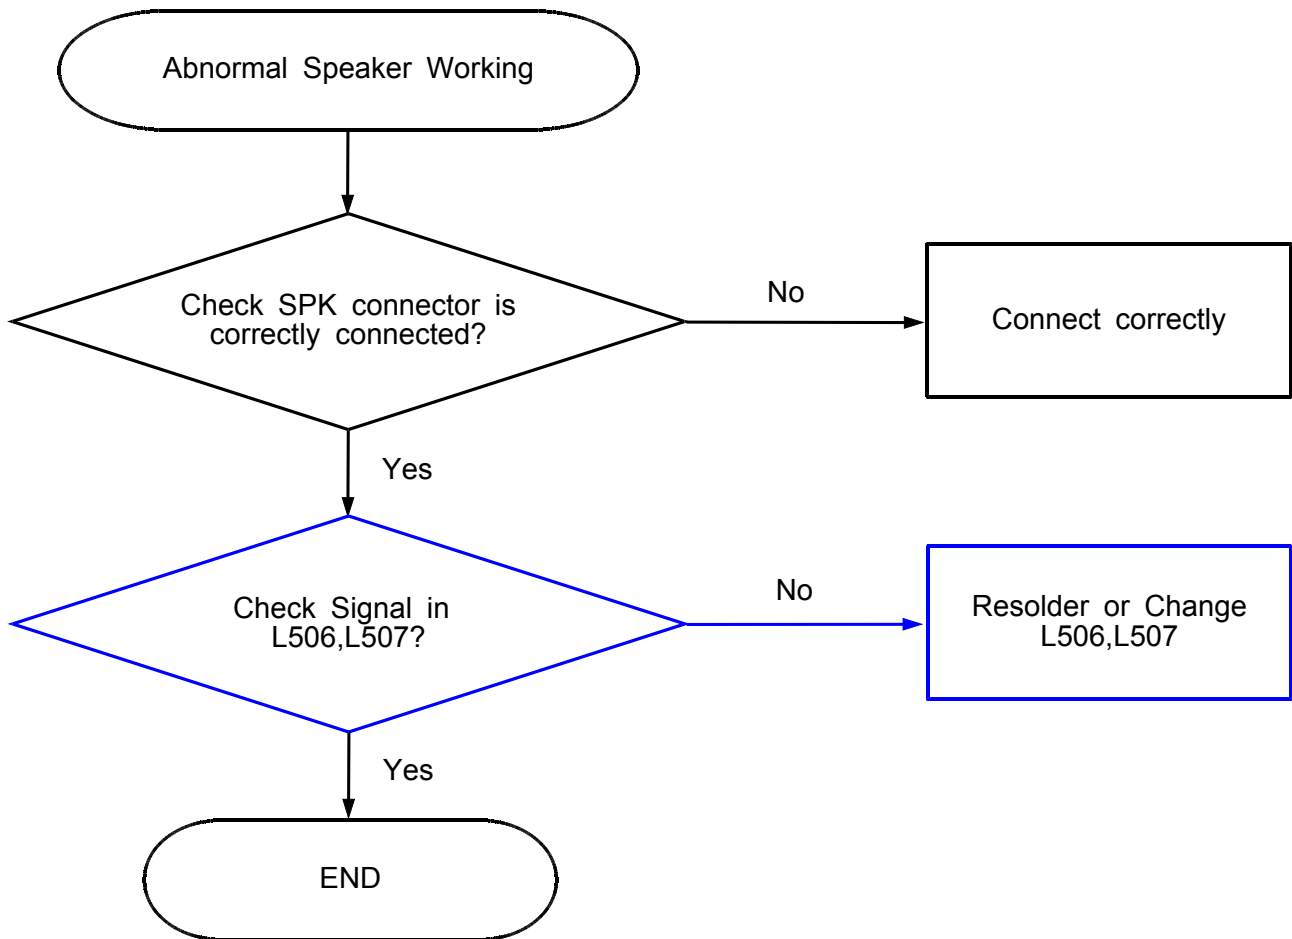 Abnormal Speaker Working
Check SPK connector is
correctly connected?
No
Connect correctly
Yes
Check Signal in
L506,L507?
No
Resolder or Change
L506,L507
Yes
END